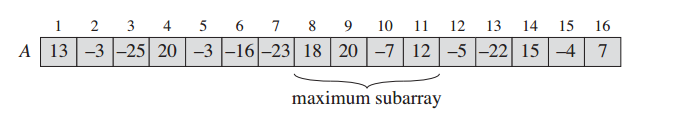 1 2 3 4 5 6 7 8 9 10 11 12 13 14 15 16
A 13 –3 –25 20 –3 –16 –23 18 20 –7 12 –5 –22 15 –4 7
maximum subarray